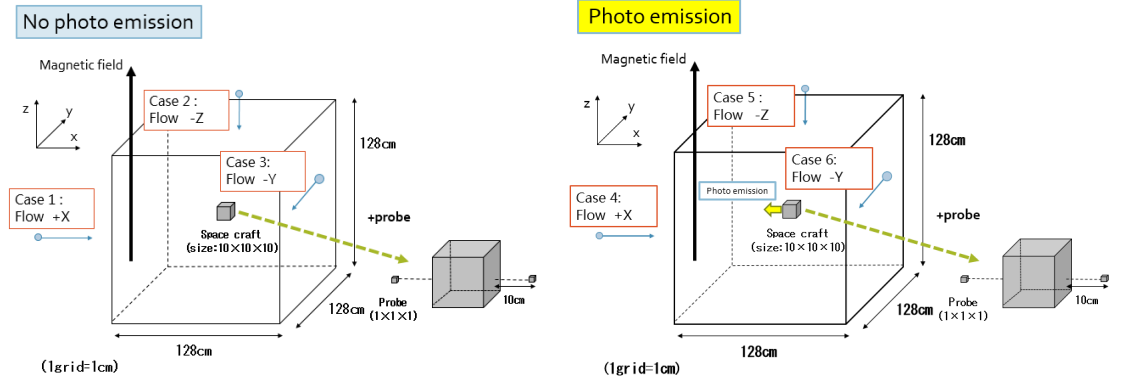 No photo emission
Magnetic field
z
y
x
Case 2 :
Flow -Z
Case 3:
Flow -Y
Case 1 :
Flow +X
128cm
Space craft
(size:10×10×10)
+probe
Probe
(1×1×1)
10cm
128cm
128cm
(1grid=1cm)
Photo emission
Magnetic field
z
y
x
Case 5 :
Flow -Z
Case 6:
Flow -Y
Case 4:
Flow +X
Photo emission
128cm
Space craft
(size:10×10×10)
+probe
Probe
(1×1×1)
10cm
128cm
128cm
(1grid=1cm)